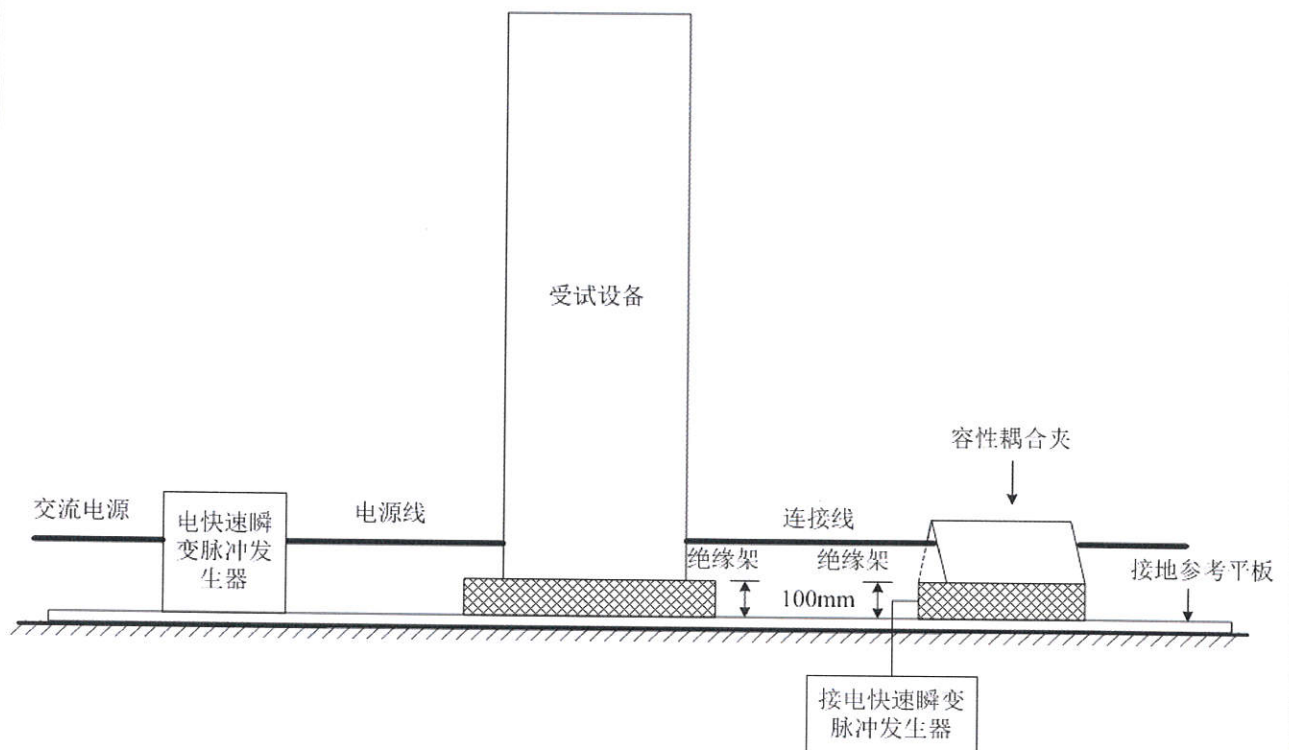 受试设备
容性耦合夹
交流电源
电快速瞬
变脉冲发
生器
电源线
连接线
绝缘架
绝缘架
100mm
接地参考平板
接电快速瞬变
脉冲发生器